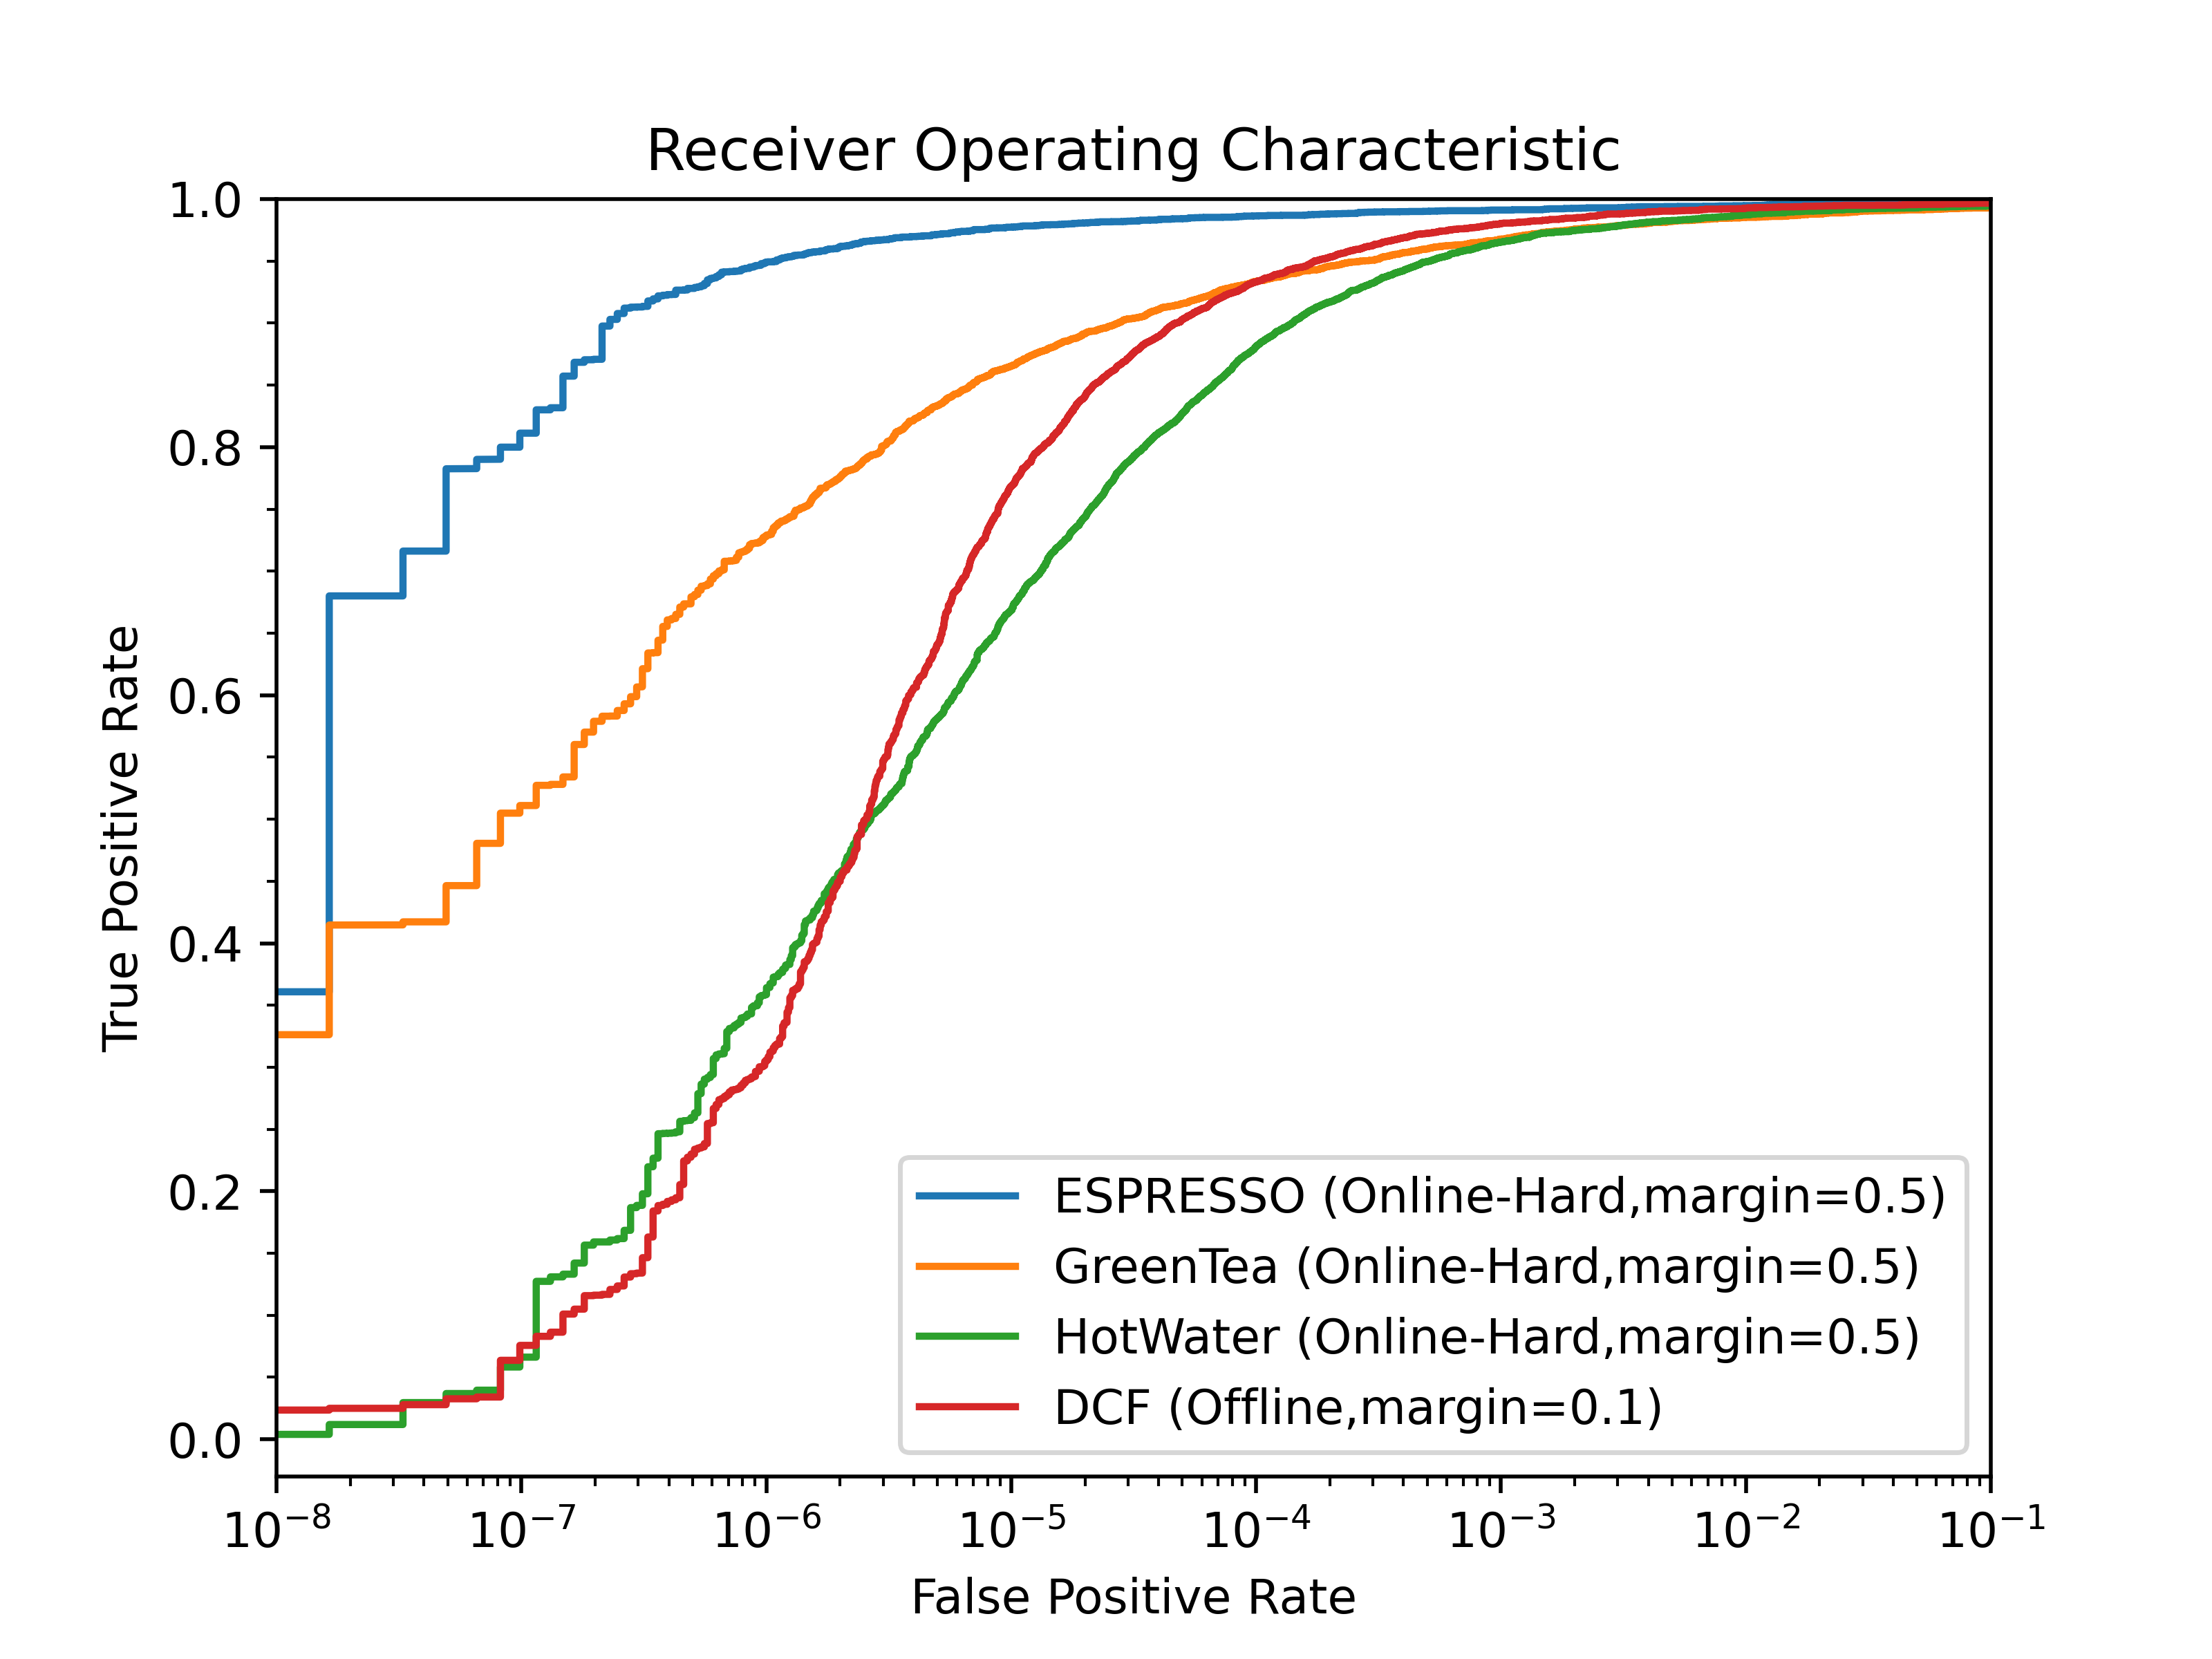 Receiver Operating Characteristic
1.0
0.8
0.6
0.4
0.2
0.0
True Positive Rate
ESPRESSO (Online-Hard,margin=0.5)
GreenTea (Online-Hard,margin=0.5)
HotWater (Online-Hard,margin=0.5)
DCF (Offline,margin=0.1)
10⁻⁸ 10⁻⁷ 10⁻⁶ 10⁻⁵ 10⁻⁴ 10⁻³ 10⁻² 10⁻¹
False Positive Rate